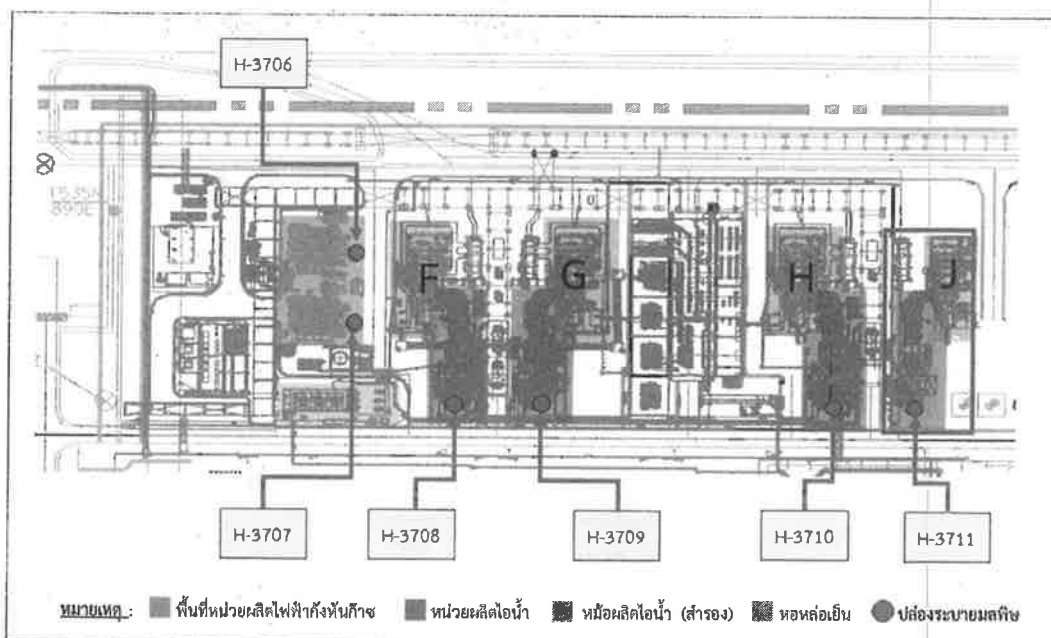 H-3706
F
G
H
J
H-3707
H-3708
H-3709
H-3710
H-3711
หมายเหตุ : พื้นที่หน่วยผลิตไฟฟ้ากังหันก๊าซ หน่วยผลิตไอน้ำ หม้อผลิตไอน้ำ (สำรอง) หอหล่อเย็น ปล่องระบายมลพิษ